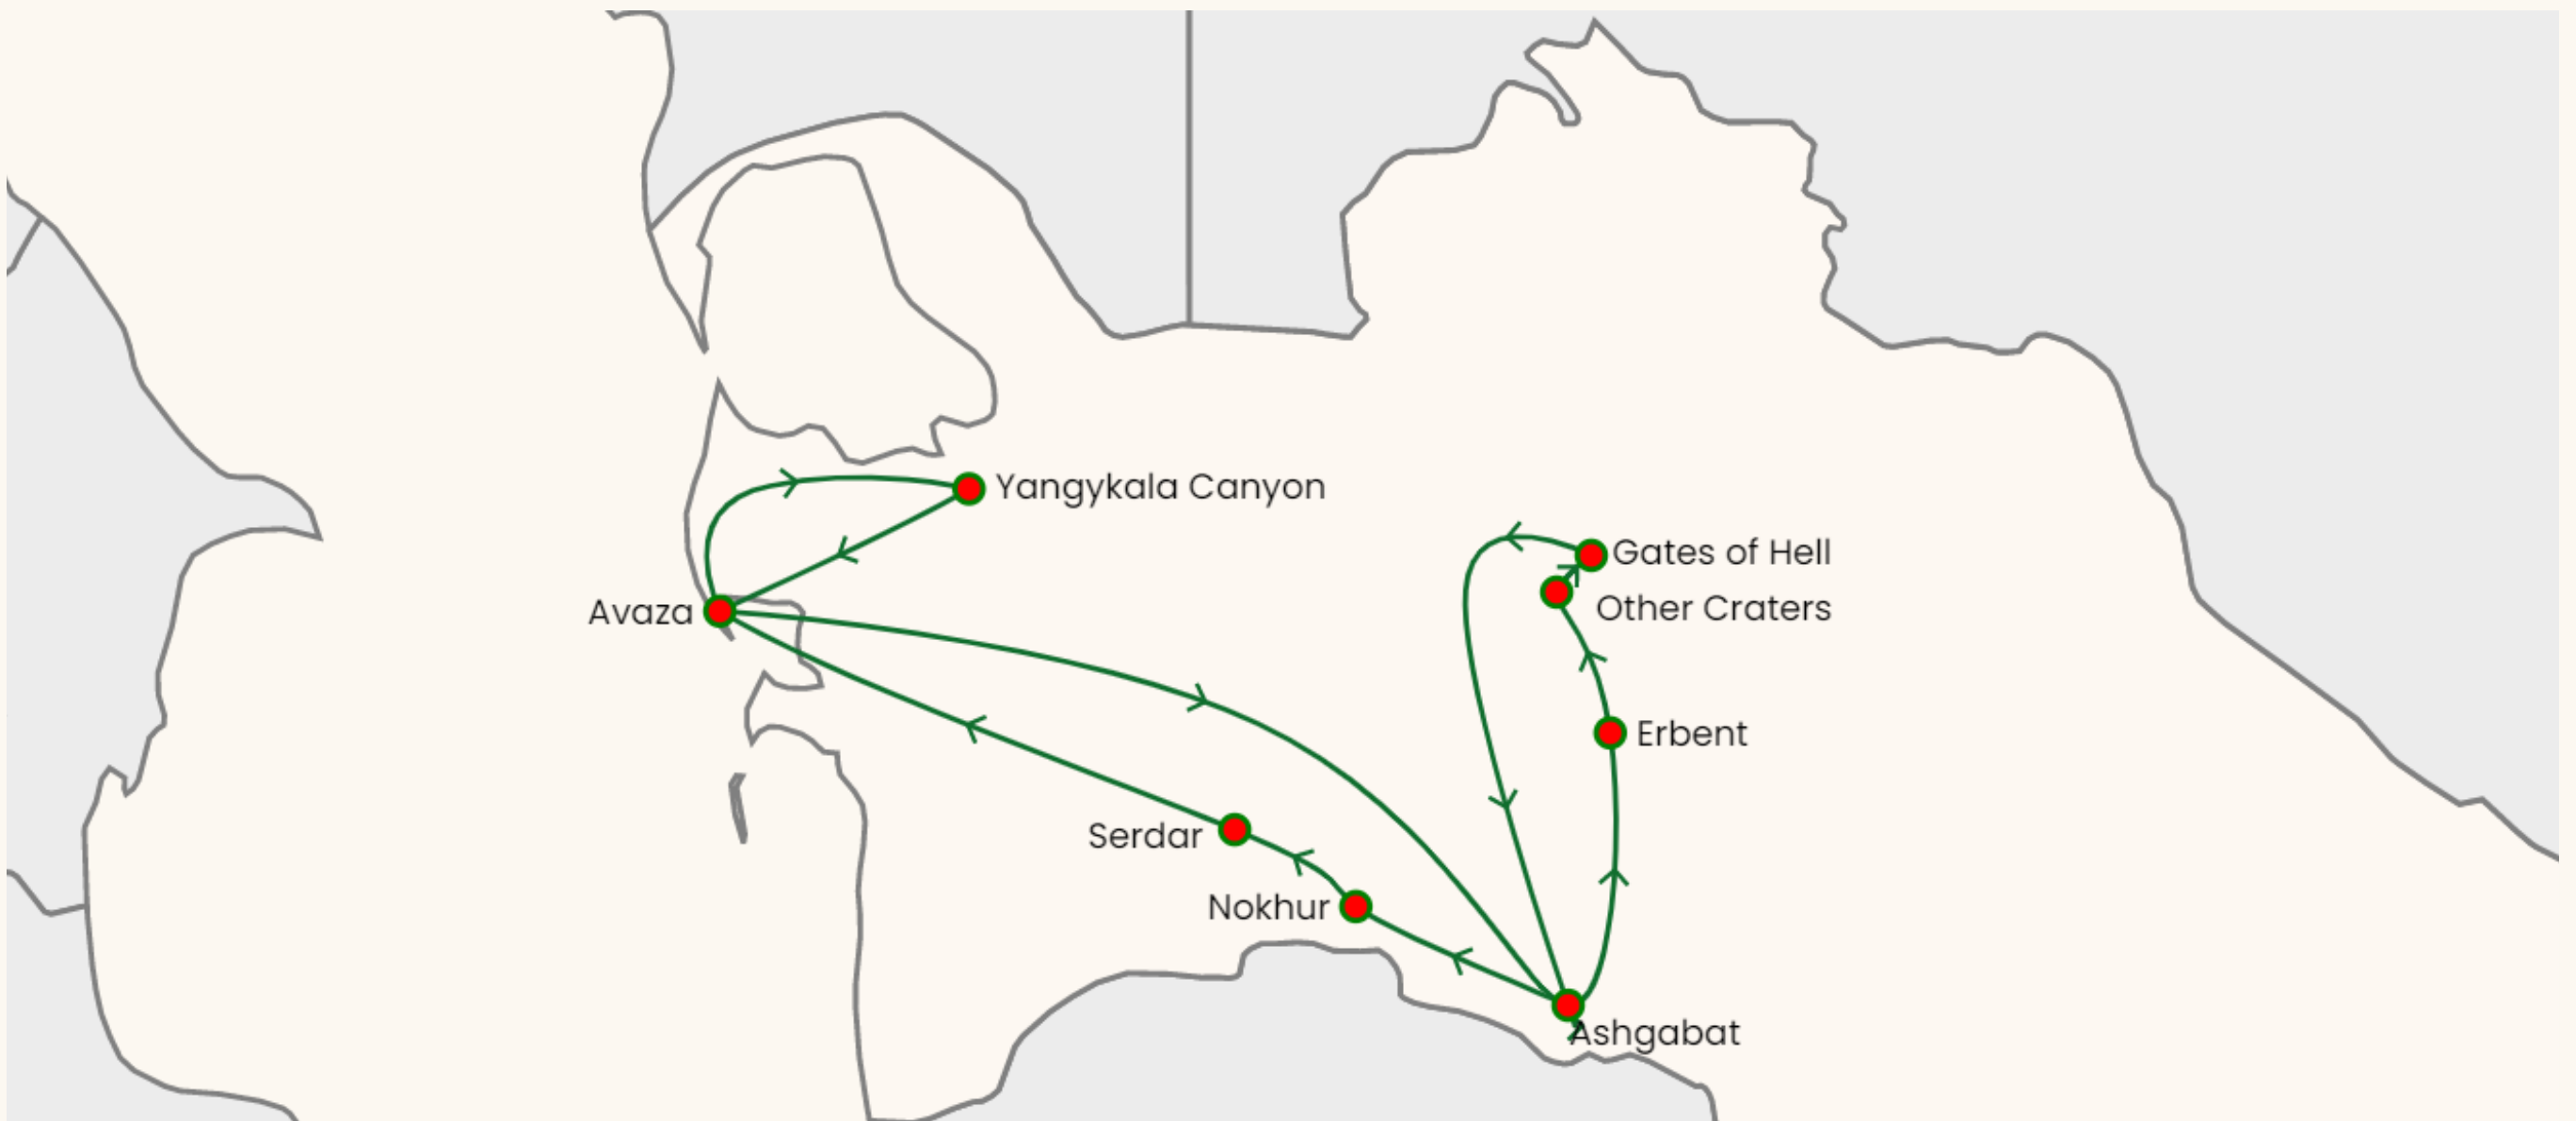 Yangykala Canyon
Gates of Hell
Avaza
Other Craters
Erbent
Serdar
Nokhur
Ashgabat